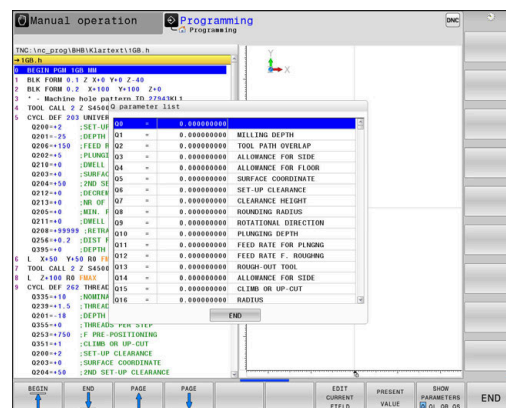 Manual operation
Programming
Programming
DNC
TNC:\nc_prog\BHB\Klartext\1GB.h
→1GB.h
0 BEGIN PGM 1GB MM
1 BLK FORM 0.1 Z X+0 Y+0 Z-40
2 BLK FORM 0.2 X+100 Y+100 Z+0
3 * - Machine hole pattern ID 27943KL1
4 TOOL CALL 2 Z S4500
5 CYCL DEF 203 UNIVER
Q200=+2 ;SET-UP
Q201=-25 ;DEPTH
Q206=+150 ;FEED R
Q202=+5 ;PLUNGI
Q210=+0 ;DWELL
Q203=+0 ;SURFAC
Q204=+50 ;2ND SE
Q212=+0 ;DECREM
Q213=+0 ;NR OF
Q205=+0 ;MIN. P
Q211=+0 ;DWELL
Q208=+99999 ;RETRA
Q256=+0.2 ;DIST F
Q395=+0 ;DEPTH
6 L X+50 Y+50 R0 FM
7 TOOL CALL 2 Z S4500
8 L Z+100 R0 FMAX
9 CYCL DEF 262 THREAD
Q335=+10 ;NOMINA
Q239=+1.5 ;THREAD
Q201=-18 ;DEPTH
Q355=+0 ;THREADS PER STEP
Q253=+750 ;F PRE-POSITIONING
Q351=+1 ;CLIMB OR UP-CUT
Q200=+2 ;SET-UP CLEARANCE
Q203=+0 ;SURFACE COORDINATE
Q204=+50 ;2ND SET-UP CLEARANCE
Y
X
Q parameter list
Q0 = 0.000000000
Q1 = 0.000000000 MILLING DEPTH
Q2 = 0.000000000 TOOL PATH OVERLAP
Q3 = 0.000000000 ALLOWANCE FOR SIDE
Q4 = 0.000000000 ALLOWANCE FOR FLOOR
Q5 = 0.000000000 SURFACE COORDINATE
Q6 = 0.000000000 SET-UP CLEARANCE
Q7 = 0.000000000 CLEARANCE HEIGHT
Q8 = 0.000000000 ROUNDING RADIUS
Q9 = 0.000000000 ROTATIONAL DIRECTION
Q10 = 0.000000000 PLUNGING DEPTH
Q11 = 0.000000000 FEED RATE FOR PLNGNG
Q12 = 0.000000000 FEED RATE F. ROUGHNG
Q13 = 0.000000000 ROUGH-OUT TOOL
Q14 = 0.000000000 ALLOWANCE FOR SIDE
Q15 = 0.000000000 CLIMB OR UP-CUT
Q16 = 0.000000000 RADIUS
END
BEGIN
END
PAGE
PAGE
EDIT
CURRENT
FIELD
PRESENT
VALUE
SHOW
PARAMETERS
Q QL QR QS
END